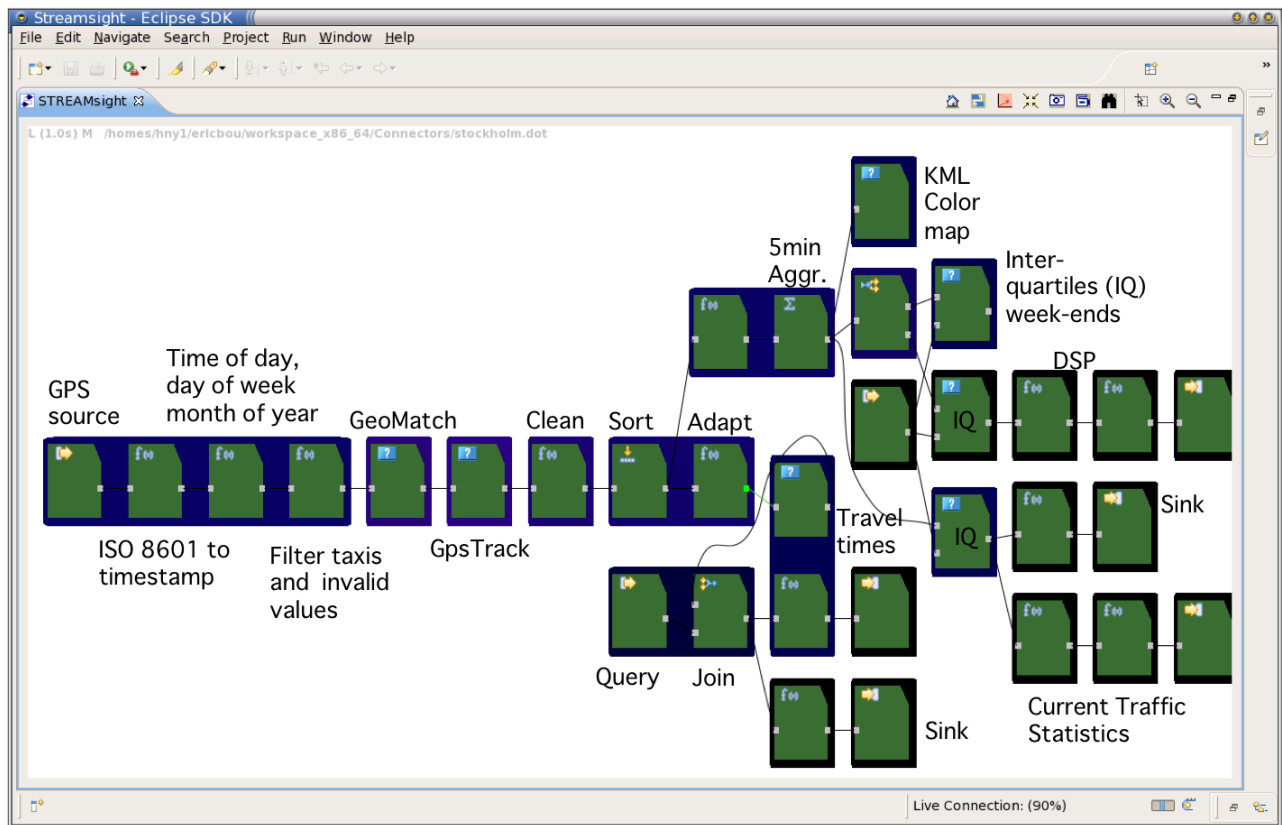 Streamsight - Eclipse SDK
File Edit Navigate Search Project Run Window Help
STREAMsight
L (1.0s) M /homes/hny1/ericbou/workspace_x86_64/Connectors/stockholm.dot
KML
Color
map
5min
Aggr.
Inter-
quartiles (IQ)
week-ends
Time of day,
day of week
month of year
DSP
GPS
source
GeoMatch
Clean
Sort
Adapt
IQ
ISO 8601 to
timestamp
Filter taxis
and invalid
values
GpsTrack
Travel
times
IQ
Sink
Query
Join
Sink
Current Traffic
Statistics
Live Connection: (90%)